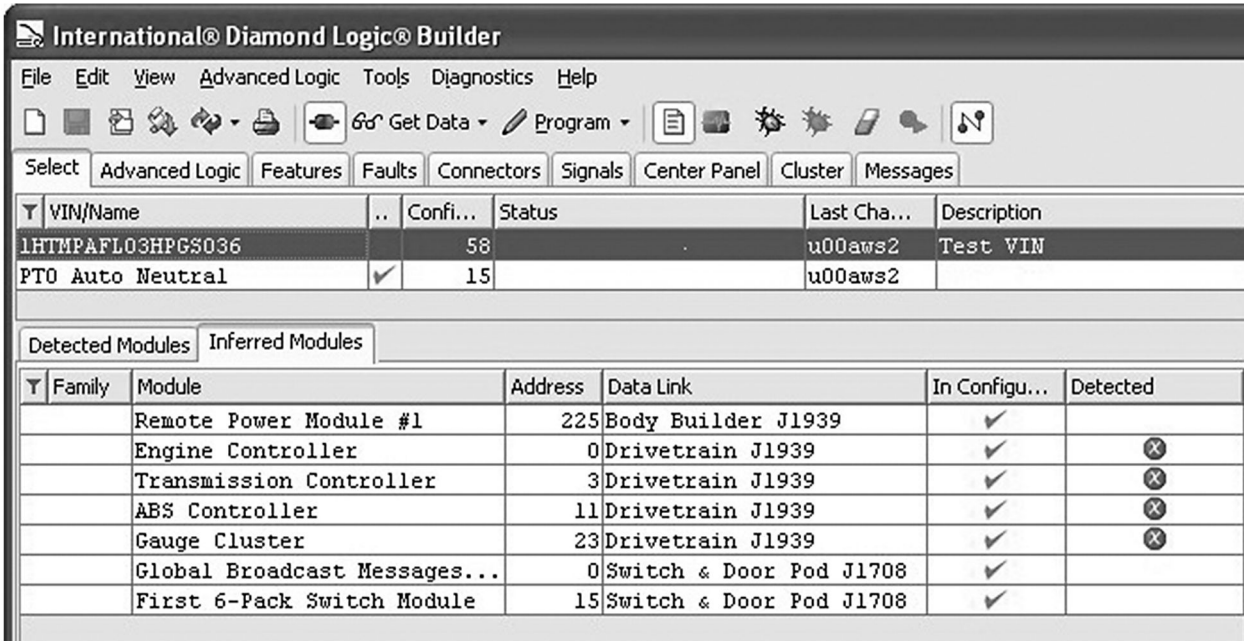 International® Diamond Logic® Builder
File Edit View Advanced Logic Tools Diagnostics Help
Get Data Program
Select Advanced Logic Features Faults Connectors Signals Center Panel Cluster Messages
VIN/Name .. Confi... Status Last Cha... Description
1HTMPAFL03HPGS036 58 u00aws2 Test VIN
PTO Auto Neutral 15 u00aws2
Detected Modules Inferred Modules
Family Module Address Data Link In Configu... Detected
Remote Power Module #1 225 Body Builder J1939
Engine Controller 0 Drivetrain J1939
Transmission Controller 3 Drivetrain J1939
ABS Controller 11 Drivetrain J1939
Gauge Cluster 23 Drivetrain J1939
Global Broadcast Messages... 0 Switch & Door Pod J1708
First 6-Pack Switch Module 15 Switch & Door Pod J1708